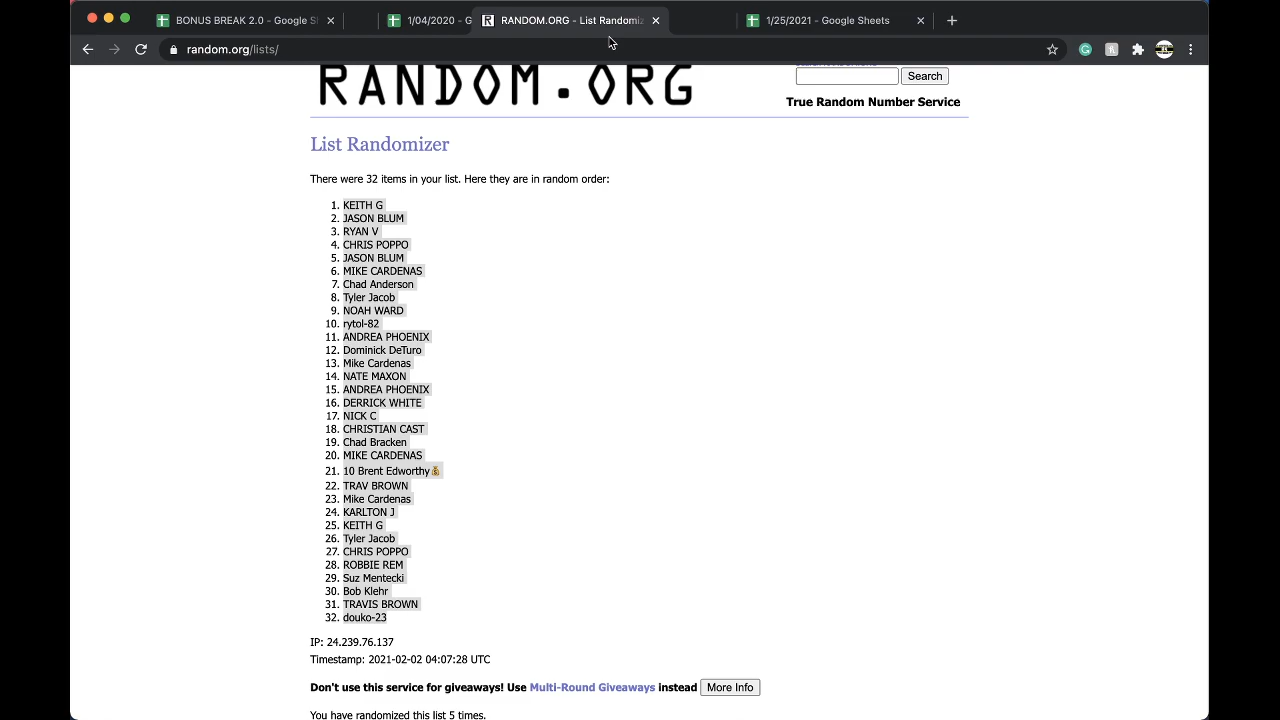 BONUS BREAK 2.0 - Google S
1/04/2020 - G
RANDOM.ORG - List Randomiz
1/25/2021 - Google Sheets
random.org/lists/
RANDOM.ORG
Search
True Random Number Service
List Randomizer
There were 32 items in your list. Here they are in random order:
1. KEITH G
2. JASON BLUM
3. RYAN V
4. CHRIS POPPO
5. JASON BLUM
6. MIKE CARDENAS
7. Chad Anderson
8. Tyler Jacob
9. NOAH WARD
10. rytol-82
11. ANDREA PHOENIX
12. Dominick DeTuro
13. Mike Cardenas
14. NATE MAXON
15. ANDREA PHOENIX
16. DERRICK WHITE
17. NICK C
18. CHRISTIAN CAST
19. Chad Bracken
20. MIKE CARDENAS
21. 10 Brent Edworthy💰
22. TRAV BROWN
23. Mike Cardenas
24. KARLTON J
25. KEITH G
26. Tyler Jacob
27. CHRIS POPPO
28. ROBBIE REM
29. Suz Mentecki
30. Bob Klehr
31. TRAVIS BROWN
32. douko-23
IP: 24.239.76.137
Timestamp: 2021-02-02 04:07:28 UTC
Don't use this service for giveaways! Use Multi-Round Giveaways instead More Info
You have randomized this list 5 times.